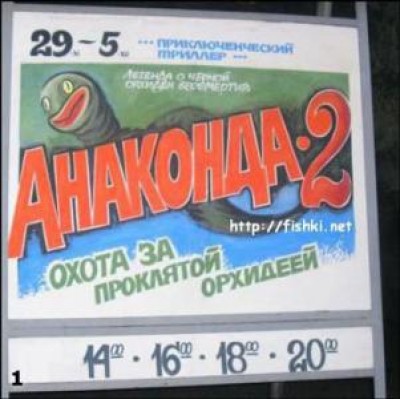 29-5 ... ПРИКЛЮЧЕНЧЕСКИЙ
ТРИЛЛЕР ...
ЛЕГЕНДА О ЧЕРНОЙ
ОРХИДЕИ БЕССМЕРТИЯ
АНАКОНДА·2
http://fishki.net
ОХОТА ЗА
ПРОКЛЯТОЙ
ОРХИДЕЕЙ
14⁰⁰ · 16⁰⁰ · 18⁰⁰ · 20⁰⁰
1